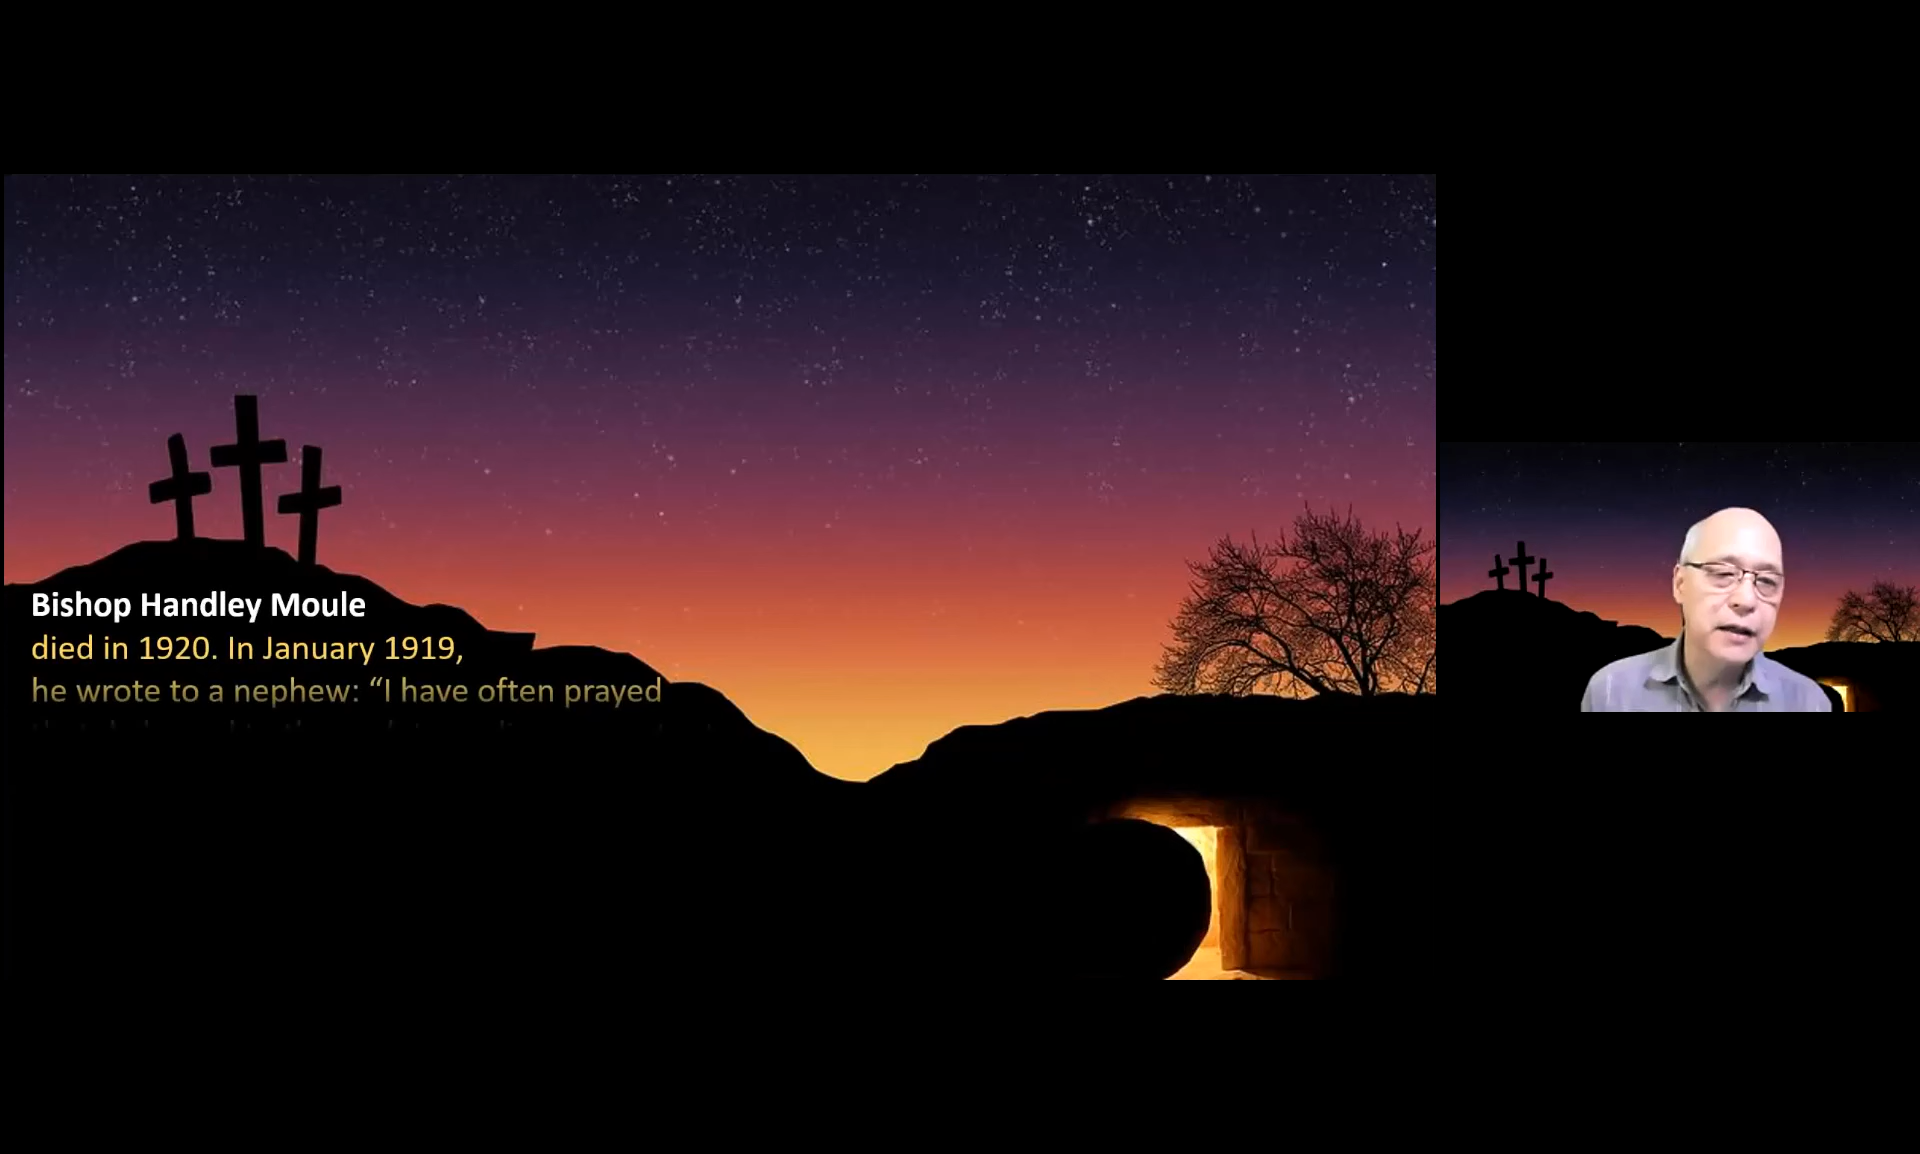 Bishop Handley Moule
died in 1920. In January 1919,
he wrote to a nephew: “I have often prayed